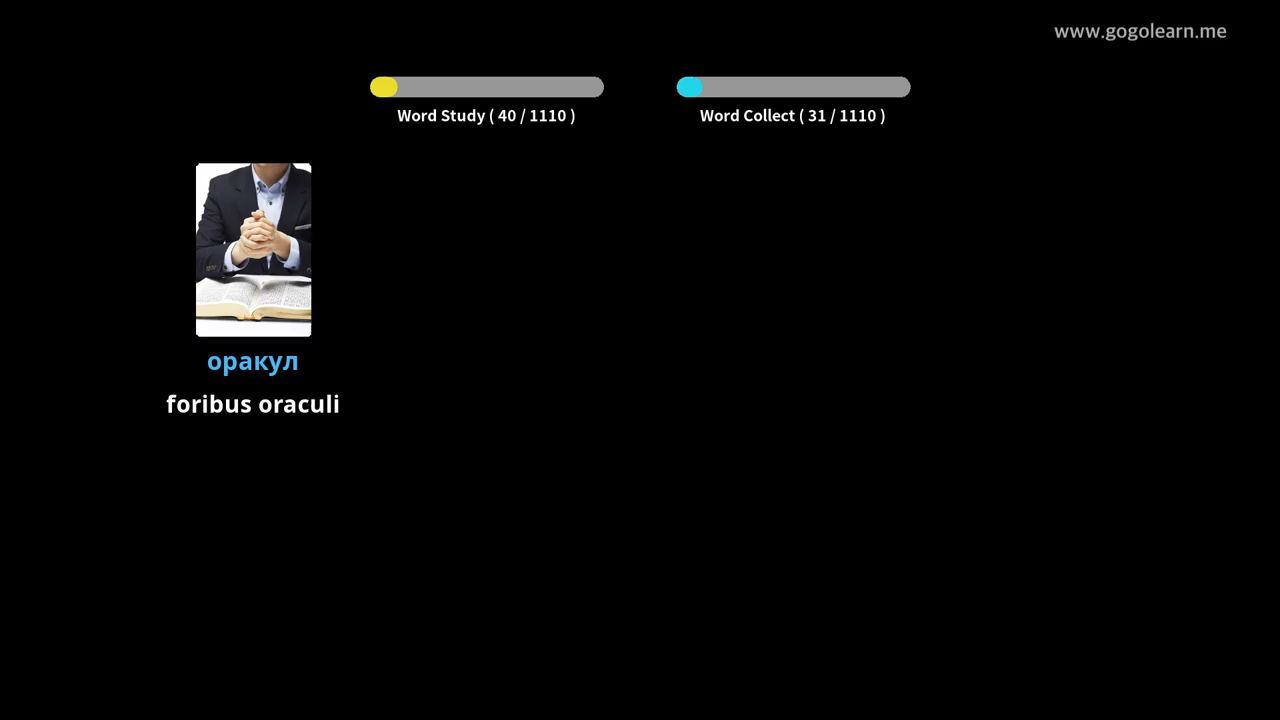 www.gogolearn.me
Word Study ( 40 / 1110 )
Word Collect ( 31 / 1110 )
оракул
foribus oraculi